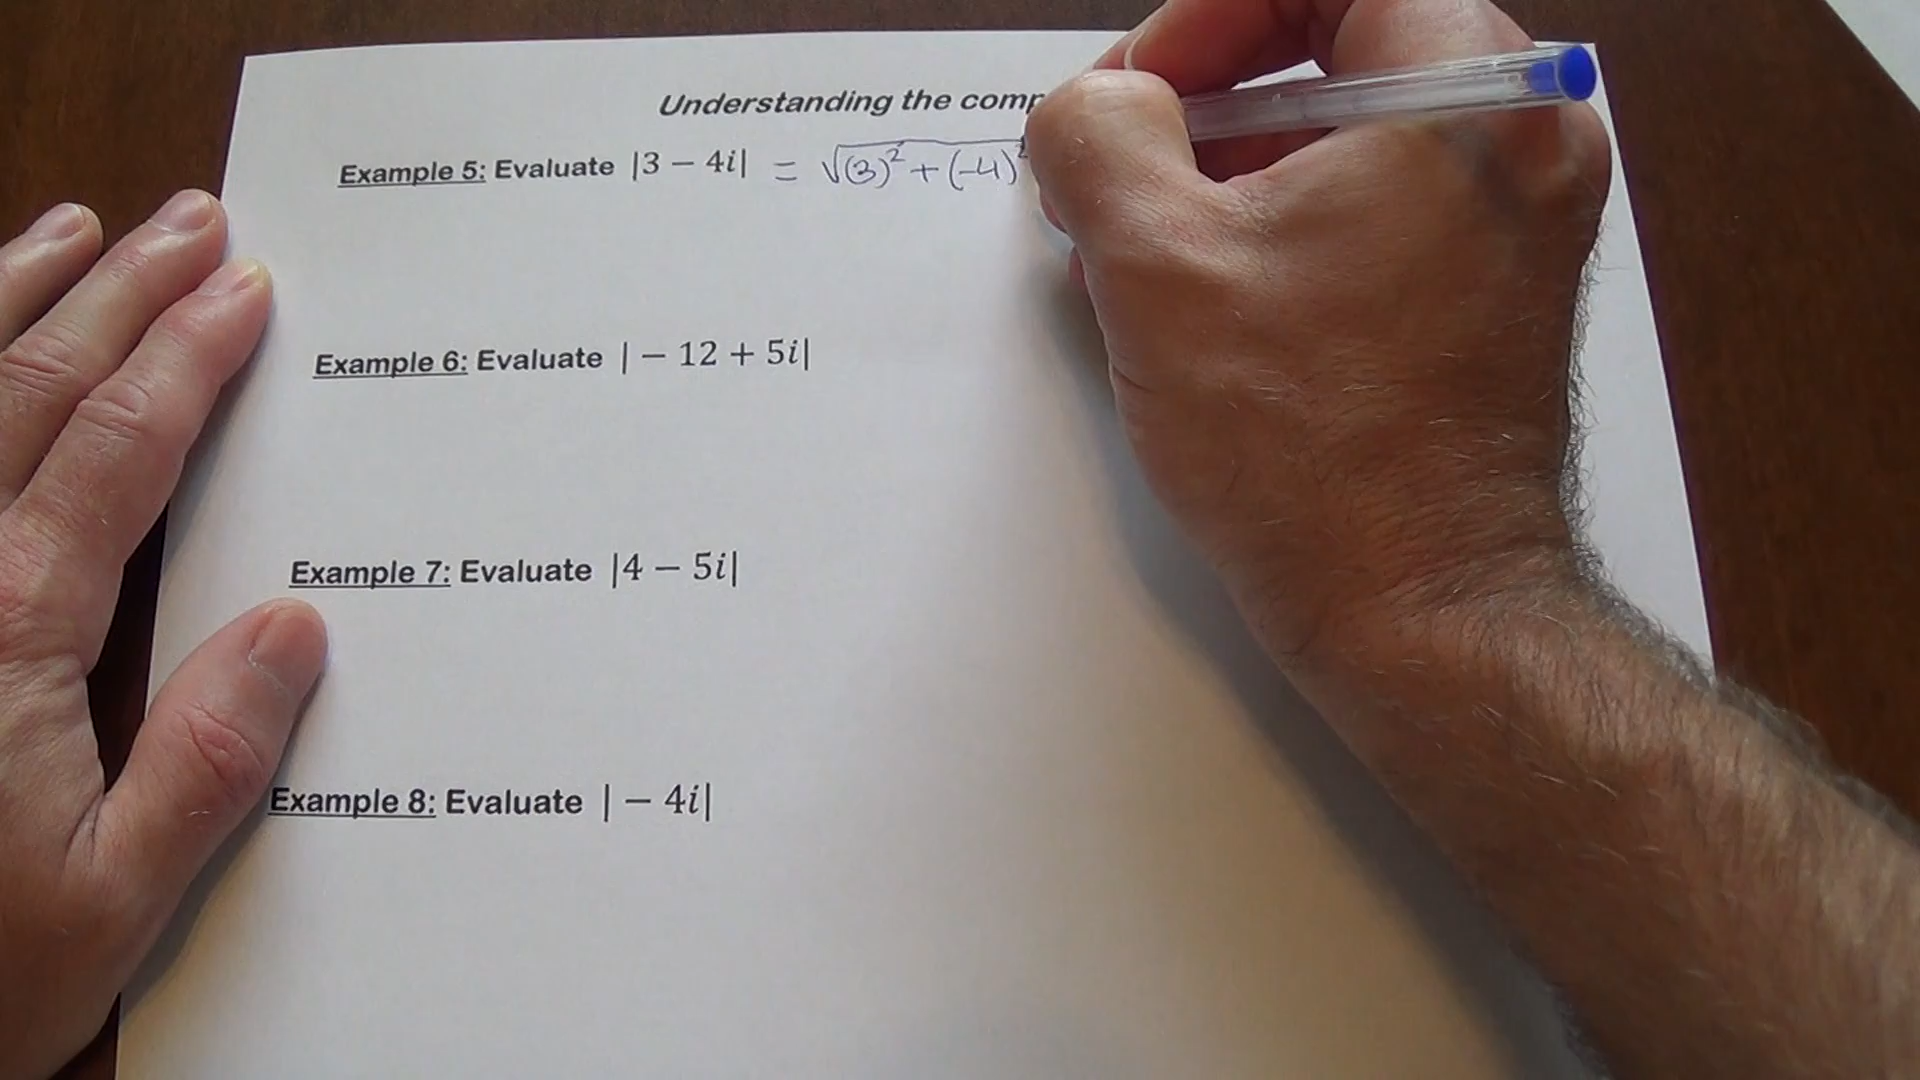 Understanding the comp
Example 5: Evaluate |3 − 4i| = √(3)² + (-4)²
Example 6: Evaluate | − 12 + 5i|
Example 7: Evaluate |4 − 5i|
Example 8: Evaluate | − 4i|